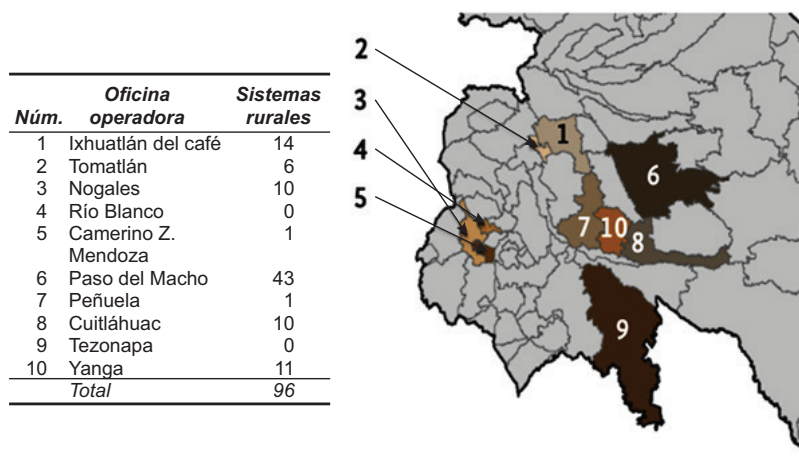 Núm.
Oficina operadora
Sistemas rurales
1 Ixhuatlán del café 14
2 Tomatlán 6
3 Nogales 10
4 Río Blanco 0
5 Camerino Z. Mendoza 1
6 Paso del Macho 43
7 Peñuela 1
8 Cuitláhuac 10
9 Tezonapa 0
10 Yanga 11
Total 96
2
3
4
5
1
6
7
10
8
9